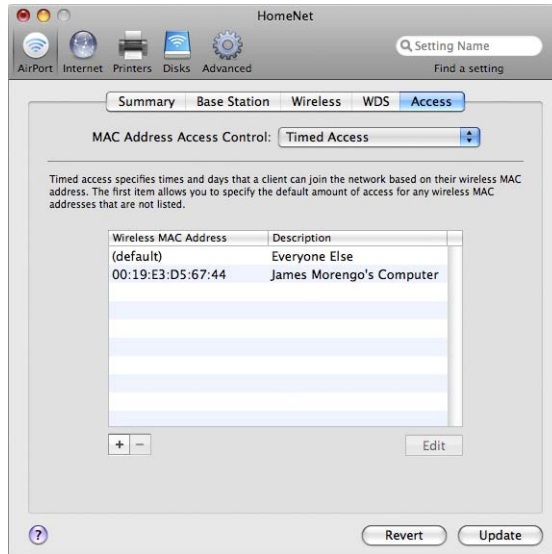 HomeNet
AirPort Internet Printers Disks Advanced
Setting Name
Find a setting
Summary Base Station Wireless WDS Access
MAC Address Access Control: Timed Access
Timed access specifies times and days that a client can join the network based on their wireless MAC
address. The first item allows you to specify the default amount of access for any wireless MAC
addresses that are not listed.
Wireless MAC Address Description
(default) Everyone Else
00:19:E3:D5:67:44 James Morengo's Computer
+ −
Edit
? Revert Update